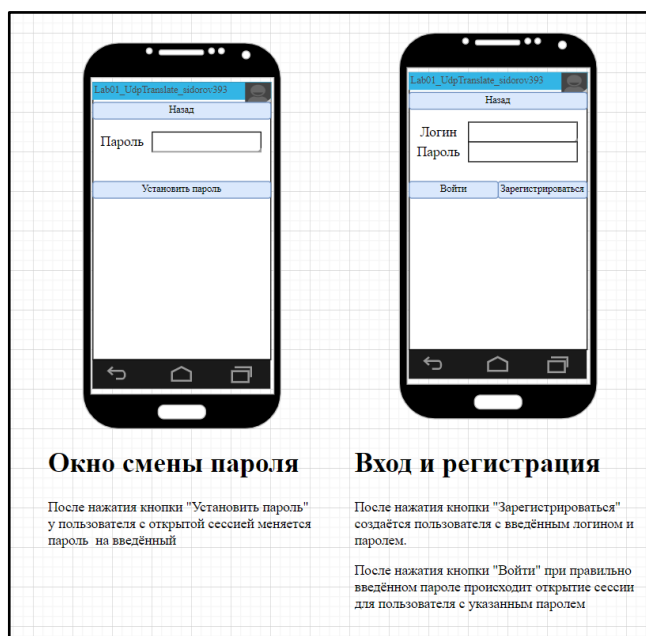 Lab01_UdpTranslate_sidorov393
Назад
Пароль
Установить пароль
Окно смены пароля
После нажатия кнопки "Установить пароль"
у пользователя с открытой сессией меняется
пароль на введённый
Lab01_UdpTranslate_sidorov393
Назад
Логин
Пароль
Войти
Зарегистрироваться
Вход и регистрация
После нажатия кнопки "Зарегистрироваться"
создаётся пользователя с введённым логином и
паролем.
После нажатия кнопки "Войти" при правильно
введённом пароле происходит открытие сессии
для пользователя с указанным паролем